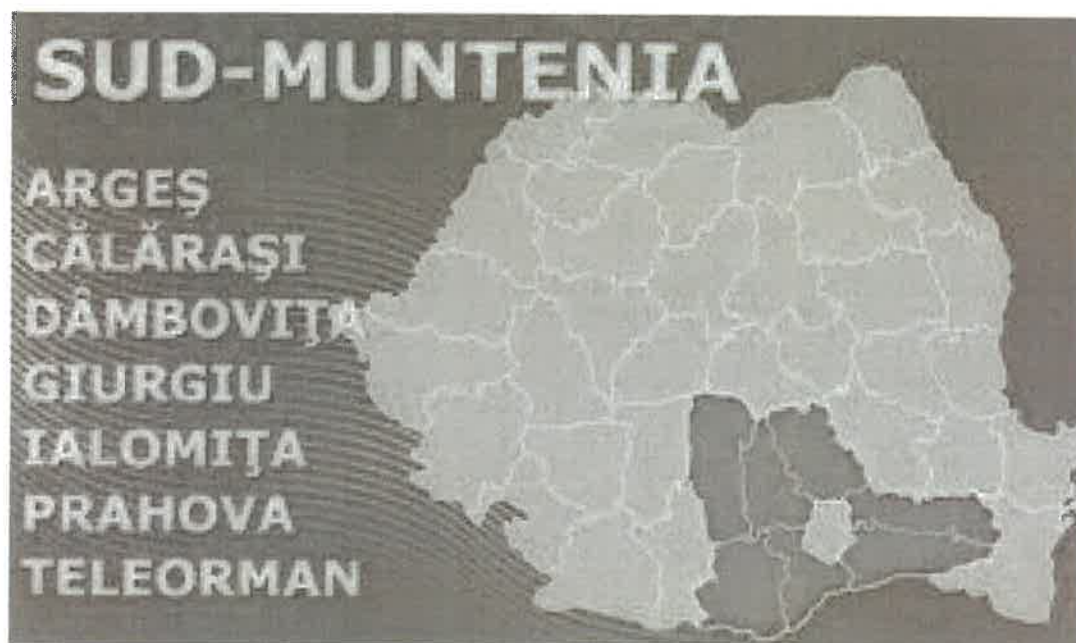 SUD-MUNTENIA
ARGEŞ
CĂLĂRAŞI
DÂMBOVIŢA
GIURGIU
IALOMIŢA
PRAHOVA
TELEORMAN